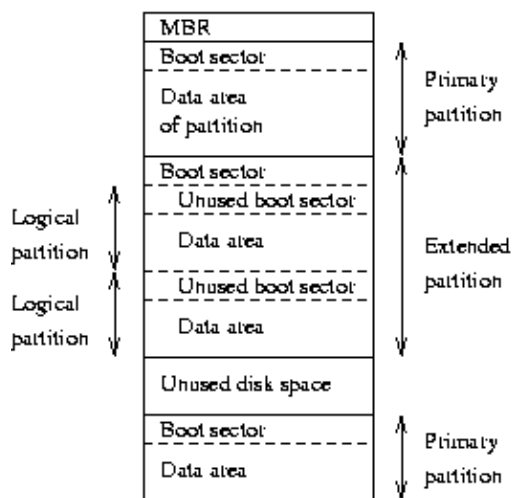 MBR
Boot sector
Data area
of partition
Primary
partition
Boot sector
Unused boot sector
Logical
partition
Data area
Extended
partition
Unused boot sector
Logical
partition
Data area
Unused disk space
Boot sector
Data area
Primary
partition